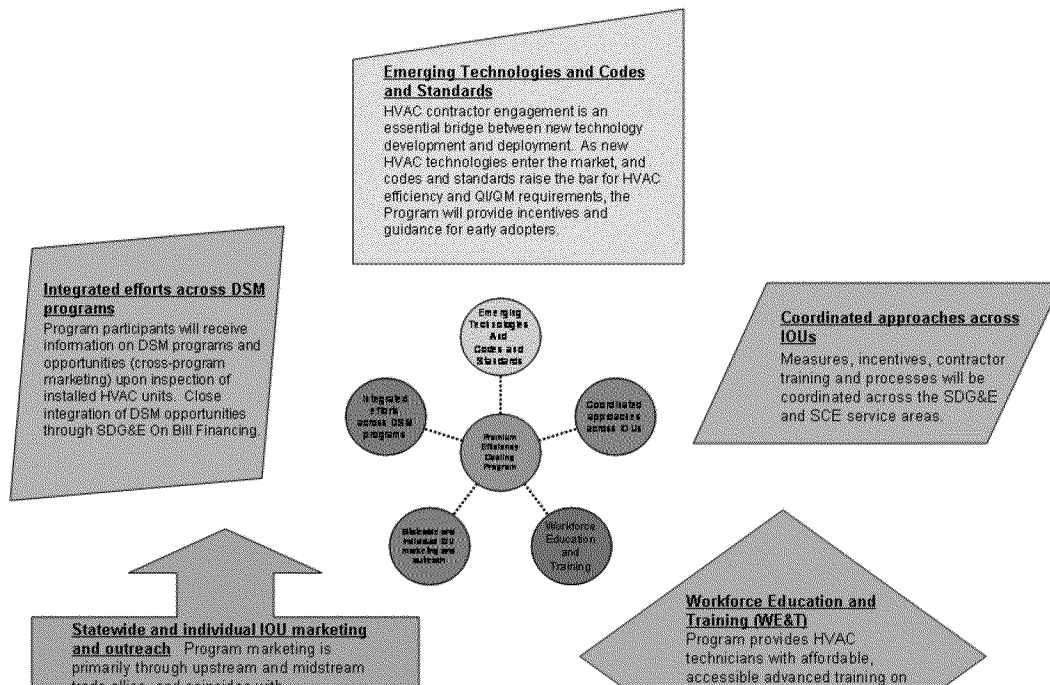 Emerging Technologies and Codes
and Standards
HVAC contractor engagement is an
essential bridge between new technology
development and deployment. As new
HVAC technologies enter the market, and
codes and standards raise the bar for HVAC
efficiency and QI/QM requirements, the
Program will provide incentives and
guidance for early adopters.
Integrated efforts across DSM
programs
Program participants will receive
information on DSM programs and
opportunities (cross-program
marketing) upon inspection of
installed HVAC units. Close
integration of DSM opportunities
through SDG&E On Bill Financing.
Coordinated approaches across
IOUs
Measures, incentives, contractor
training and processes will be
coordinated across the SDG&E
and SCE service areas.
Emerging
Technologies
And
Codes and
Standards
Integrated
efforts
across DSM
programs
Coordinated
approaches
across IOUs
Premium
Efficiency
Cooling
Program
Statewide and
individual IOU
marketing and
outreach
Workforce
Education
and
Training
Statewide and individual IOU marketing
and outreach Program marketing is
primarily through upstream and midstream
Workforce Education and
Training (WE&T)
Program provides HVAC
technicians with affordable,
accessible advanced training on